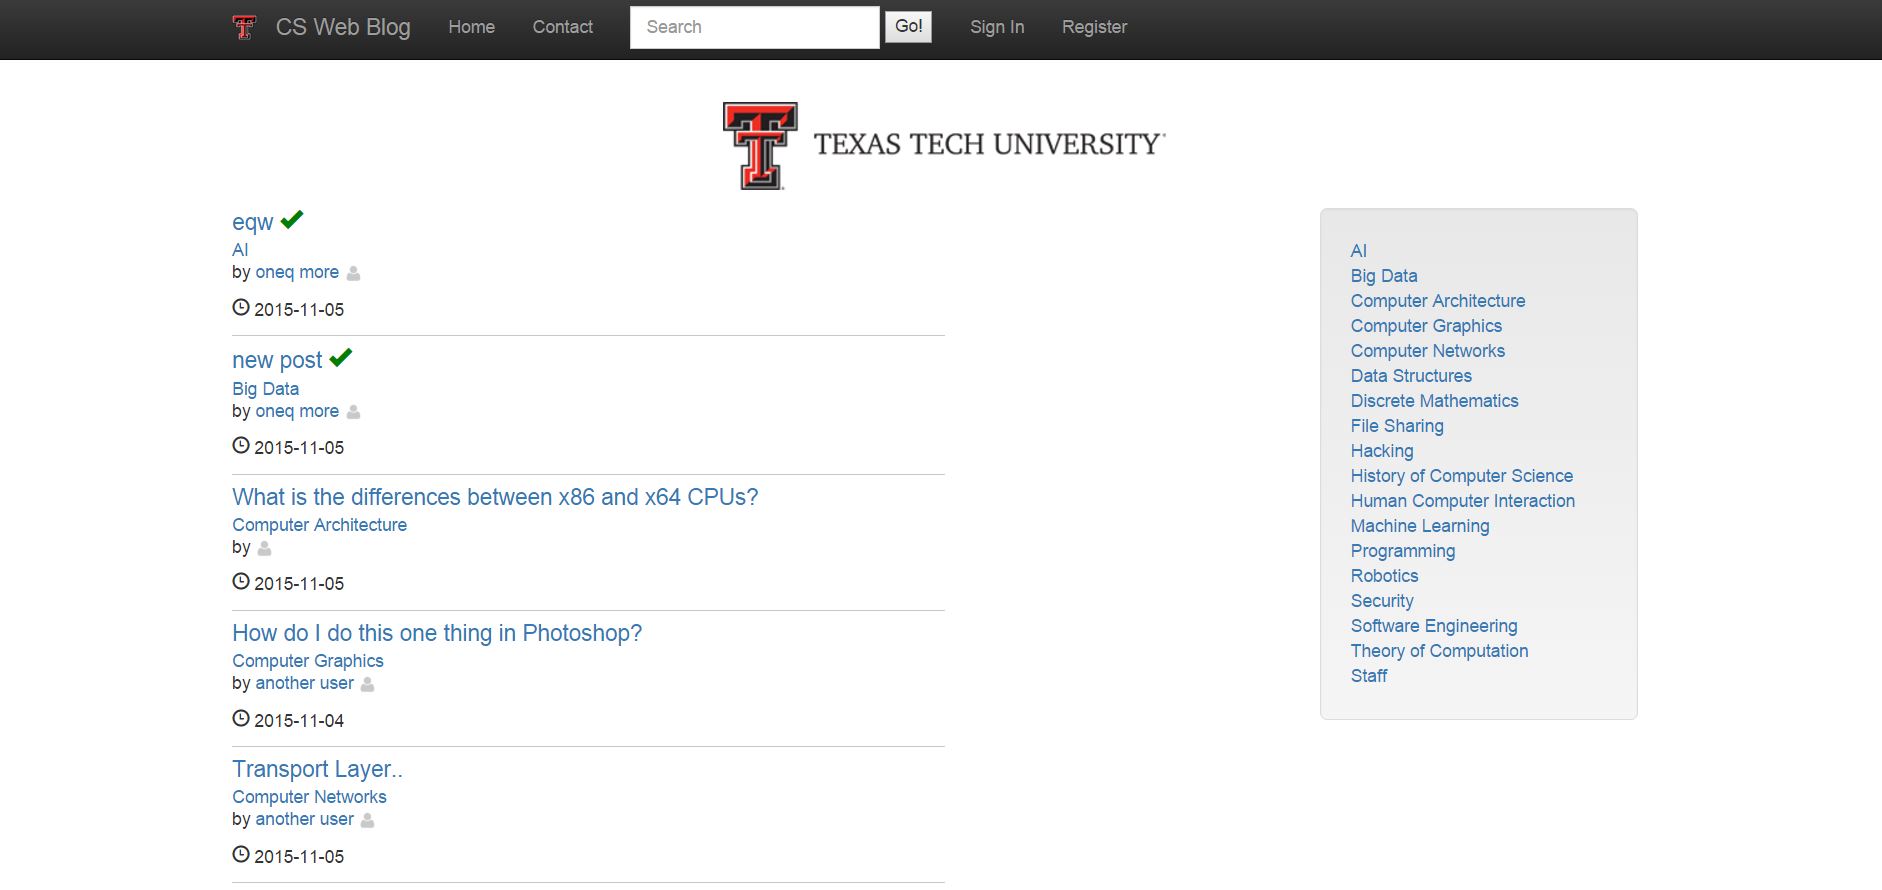 CS Web Blog Home Contact Search Go! Sign In Register
TEXAS TECH UNIVERSITY
eqw
AI
by oneq more
2015-11-05
new post
Big Data
by oneq more
2015-11-05
What is the differences between x86 and x64 CPUs?
Computer Architecture
by
2015-11-05
How do I do this one thing in Photoshop?
Computer Graphics
by another user
2015-11-04
Transport Layer..
Computer Networks
by another user
2015-11-05
AI
Big Data
Computer Architecture
Computer Graphics
Computer Networks
Data Structures
Discrete Mathematics
File Sharing
Hacking
History of Computer Science
Human Computer Interaction
Machine Learning
Programming
Robotics
Security
Software Engineering
Theory of Computation
Staff